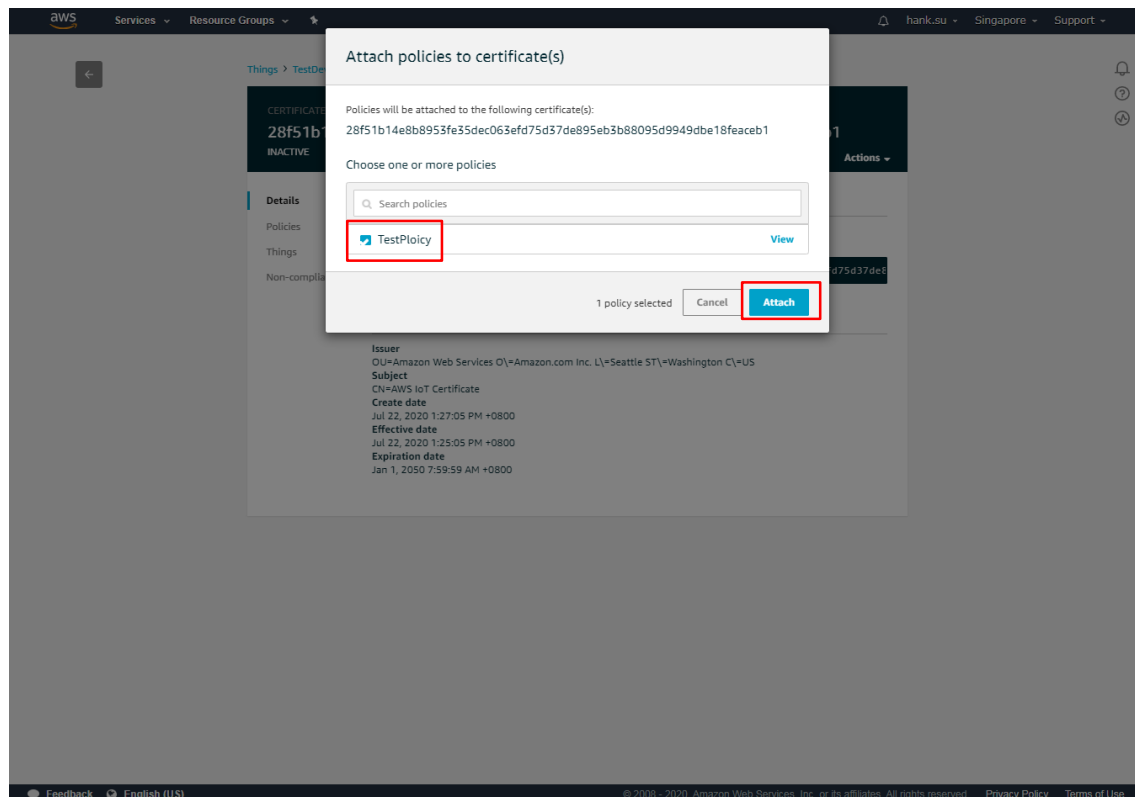 aws Services Resource Groups hank.su Singapore Support
Attach policies to certificate(s)
Things > TestDe
Policies will be attached to the following certificate(s):
28f51b14e8b8953fe35dec063efd75d37de895eb3b88095d9949dbe18feaceb1
CERTIFICATE
28f51b1
INACTIVE
Actions
Choose one or more policies
Search policies
TestPloicy View
1 policy selected Cancel Attach
Details
Policies
Things
Non-complia
Issuer
OU=Amazon Web Services O\=Amazon.com Inc. L\=Seattle ST\=Washington C\=US
Subject
CN=AWS IoT Certificate
Create date
Jul 22, 2020 1:27:05 PM +0800
Effective date
Jul 22, 2020 1:25:05 PM +0800
Expiration date
Jan 1, 2050 7:59:59 AM +0800
Feedback English (US) © 2008 - 2020, Amazon Web Services, Inc. or its affiliates. All rights reserved. Privacy Policy Terms of Use